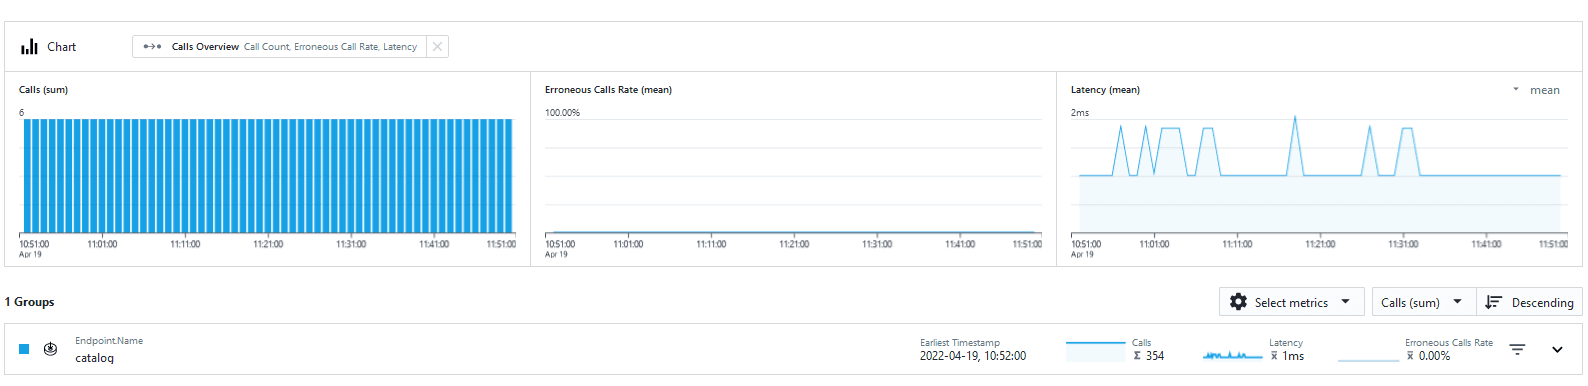 Chart
Calls Overview Call Count, Erroneous Call Rate, Latency
Calls (sum)
6
10:51:00 11:01:00 11:11:00 11:21:00 11:31:00 11:41:00 11:51:00
Apr 19
Erroneous Calls Rate (mean)
100.00%
10:51:00 11:01:00 11:11:00 11:21:00 11:31:00 11:41:00 11:51:00
Apr 19
Latency (mean)
mean
2ms
10:51:00 11:01:00 11:11:00 11:21:00 11:31:00 11:41:00 11:51:00
Apr 19
1 Groups
Select metrics
Calls (sum)
Descending
Endpoint.Name
catalog
Earliest Timestamp
2022-04-19, 10:52:00
Calls
Σ 354
Latency
x̄ 1ms
Erroneous Calls Rate
x̄ 0.00%